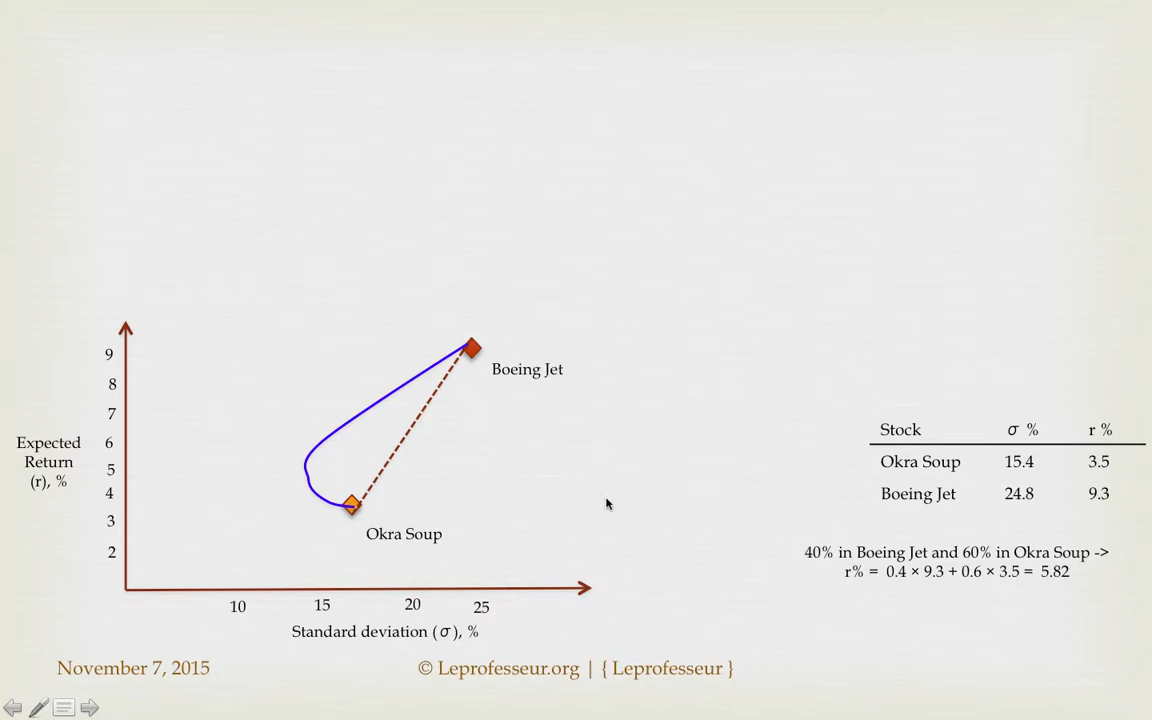 9
8
7
6
5
4
3
2
Expected
Return
(r), %
Boeing Jet
Okra Soup
10 15 20 25
Standard deviation (σ), %
Stock σ % r %
Okra Soup 15.4 3.5
Boeing Jet 24.8 9.3
40% in Boeing Jet and 60% in Okra Soup ->
r% = 0.4 × 9.3 + 0.6 × 3.5 = 5.82
November 7, 2015 © Leprofesseur.org | { Leprofesseur }